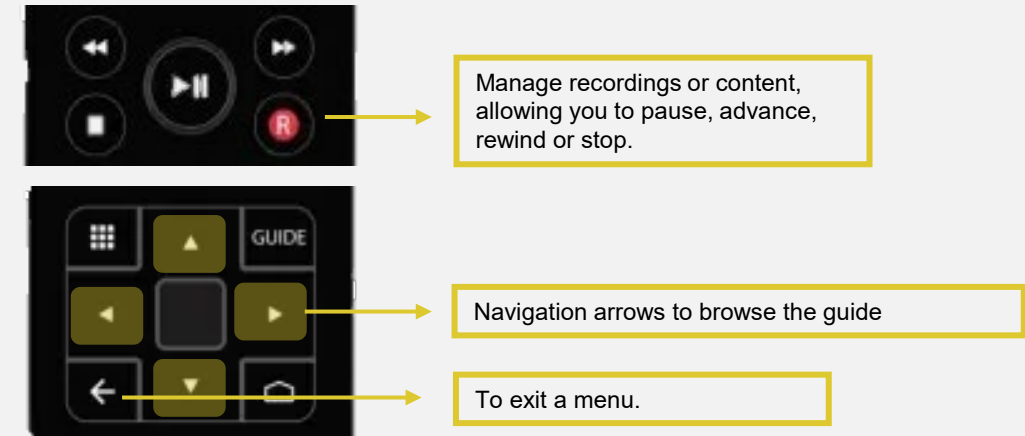 R
Manage recordings or content,
allowing you to pause, advance,
rewind or stop.
GUIDE
Navigation arrows to browse the guide
To exit a menu.